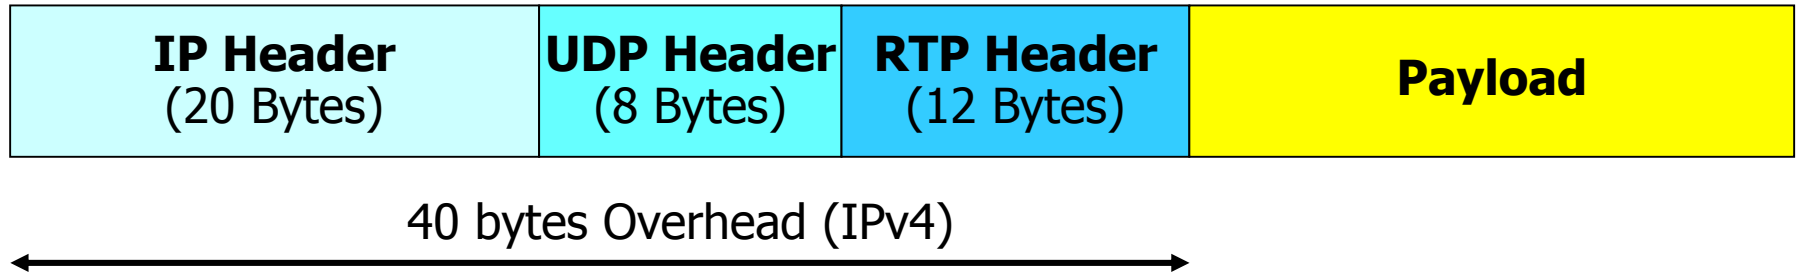 IP Header
(20 Bytes)
UDP Header
(8 Bytes)
RTP Header
(12 Bytes)
Payload
40 bytes Overhead (IPv4)